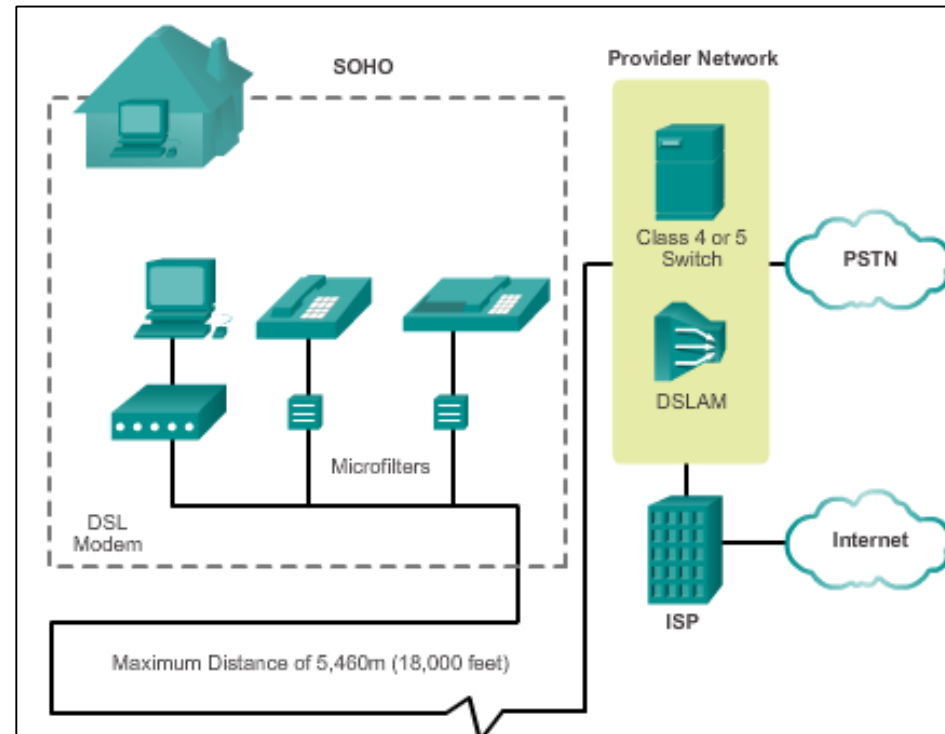 SOHO
Provider Network
Class 4 or 5
Switch
PSTN
DSLAM
Microfilters
DSL
Modem
Internet
ISP
Maximum Distance of 5,460m (18,000 feet)